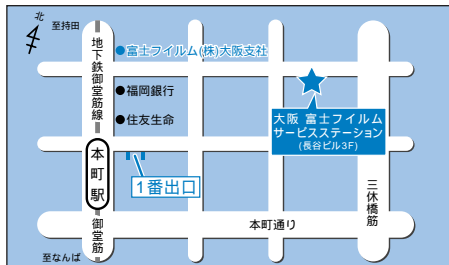 北
至持田
地下鉄御堂筋線
●富士フイルム(株)大阪支社
●福岡銀行
●住友生命
大阪 富士フイルム
サービスステーション
(長谷ビル3F)
本町駅
1番出口
三休橋筋
本町通り
御堂筋
至なんば